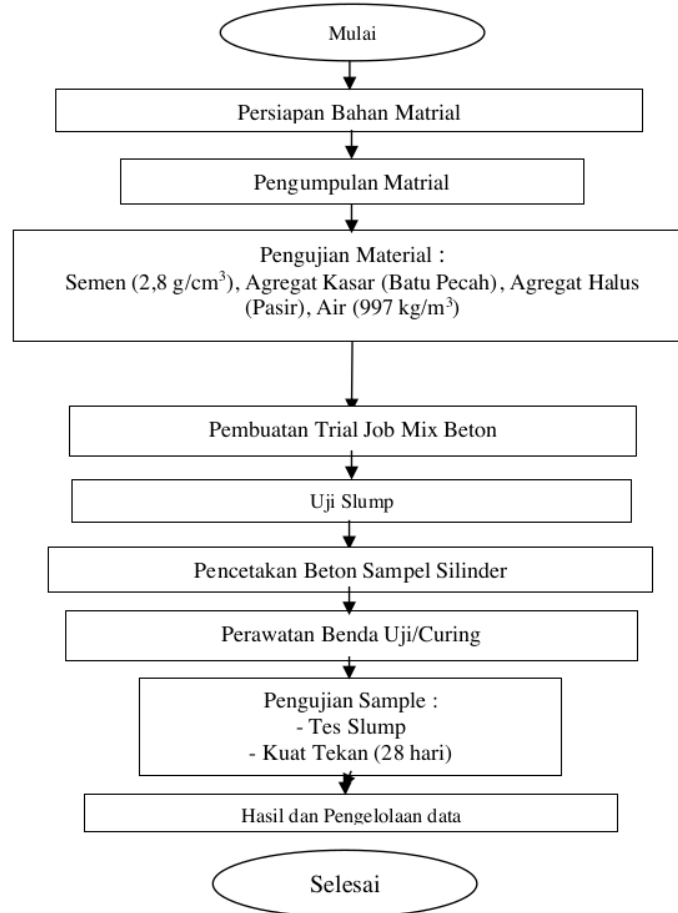 Mulai
Persiapan Bahan Matrial
Pengumpulan Matrial
Pengujian Material :
Semen (2,8 g/cm³), Agregat Kasar (Batu Pecah), Agregat Halus
(Pasir), Air (997 kg/m³)
Pembuatan Trial Job Mix Beton
Uji Slump
Pencetakan Beton Sampel Silinder
Perawatan Benda Uji/Curing
Pengujian Sample :
- Tes Slump
- Kuat Tekan (28 hari)
Hasil dan Pengelolaan data
Selesai